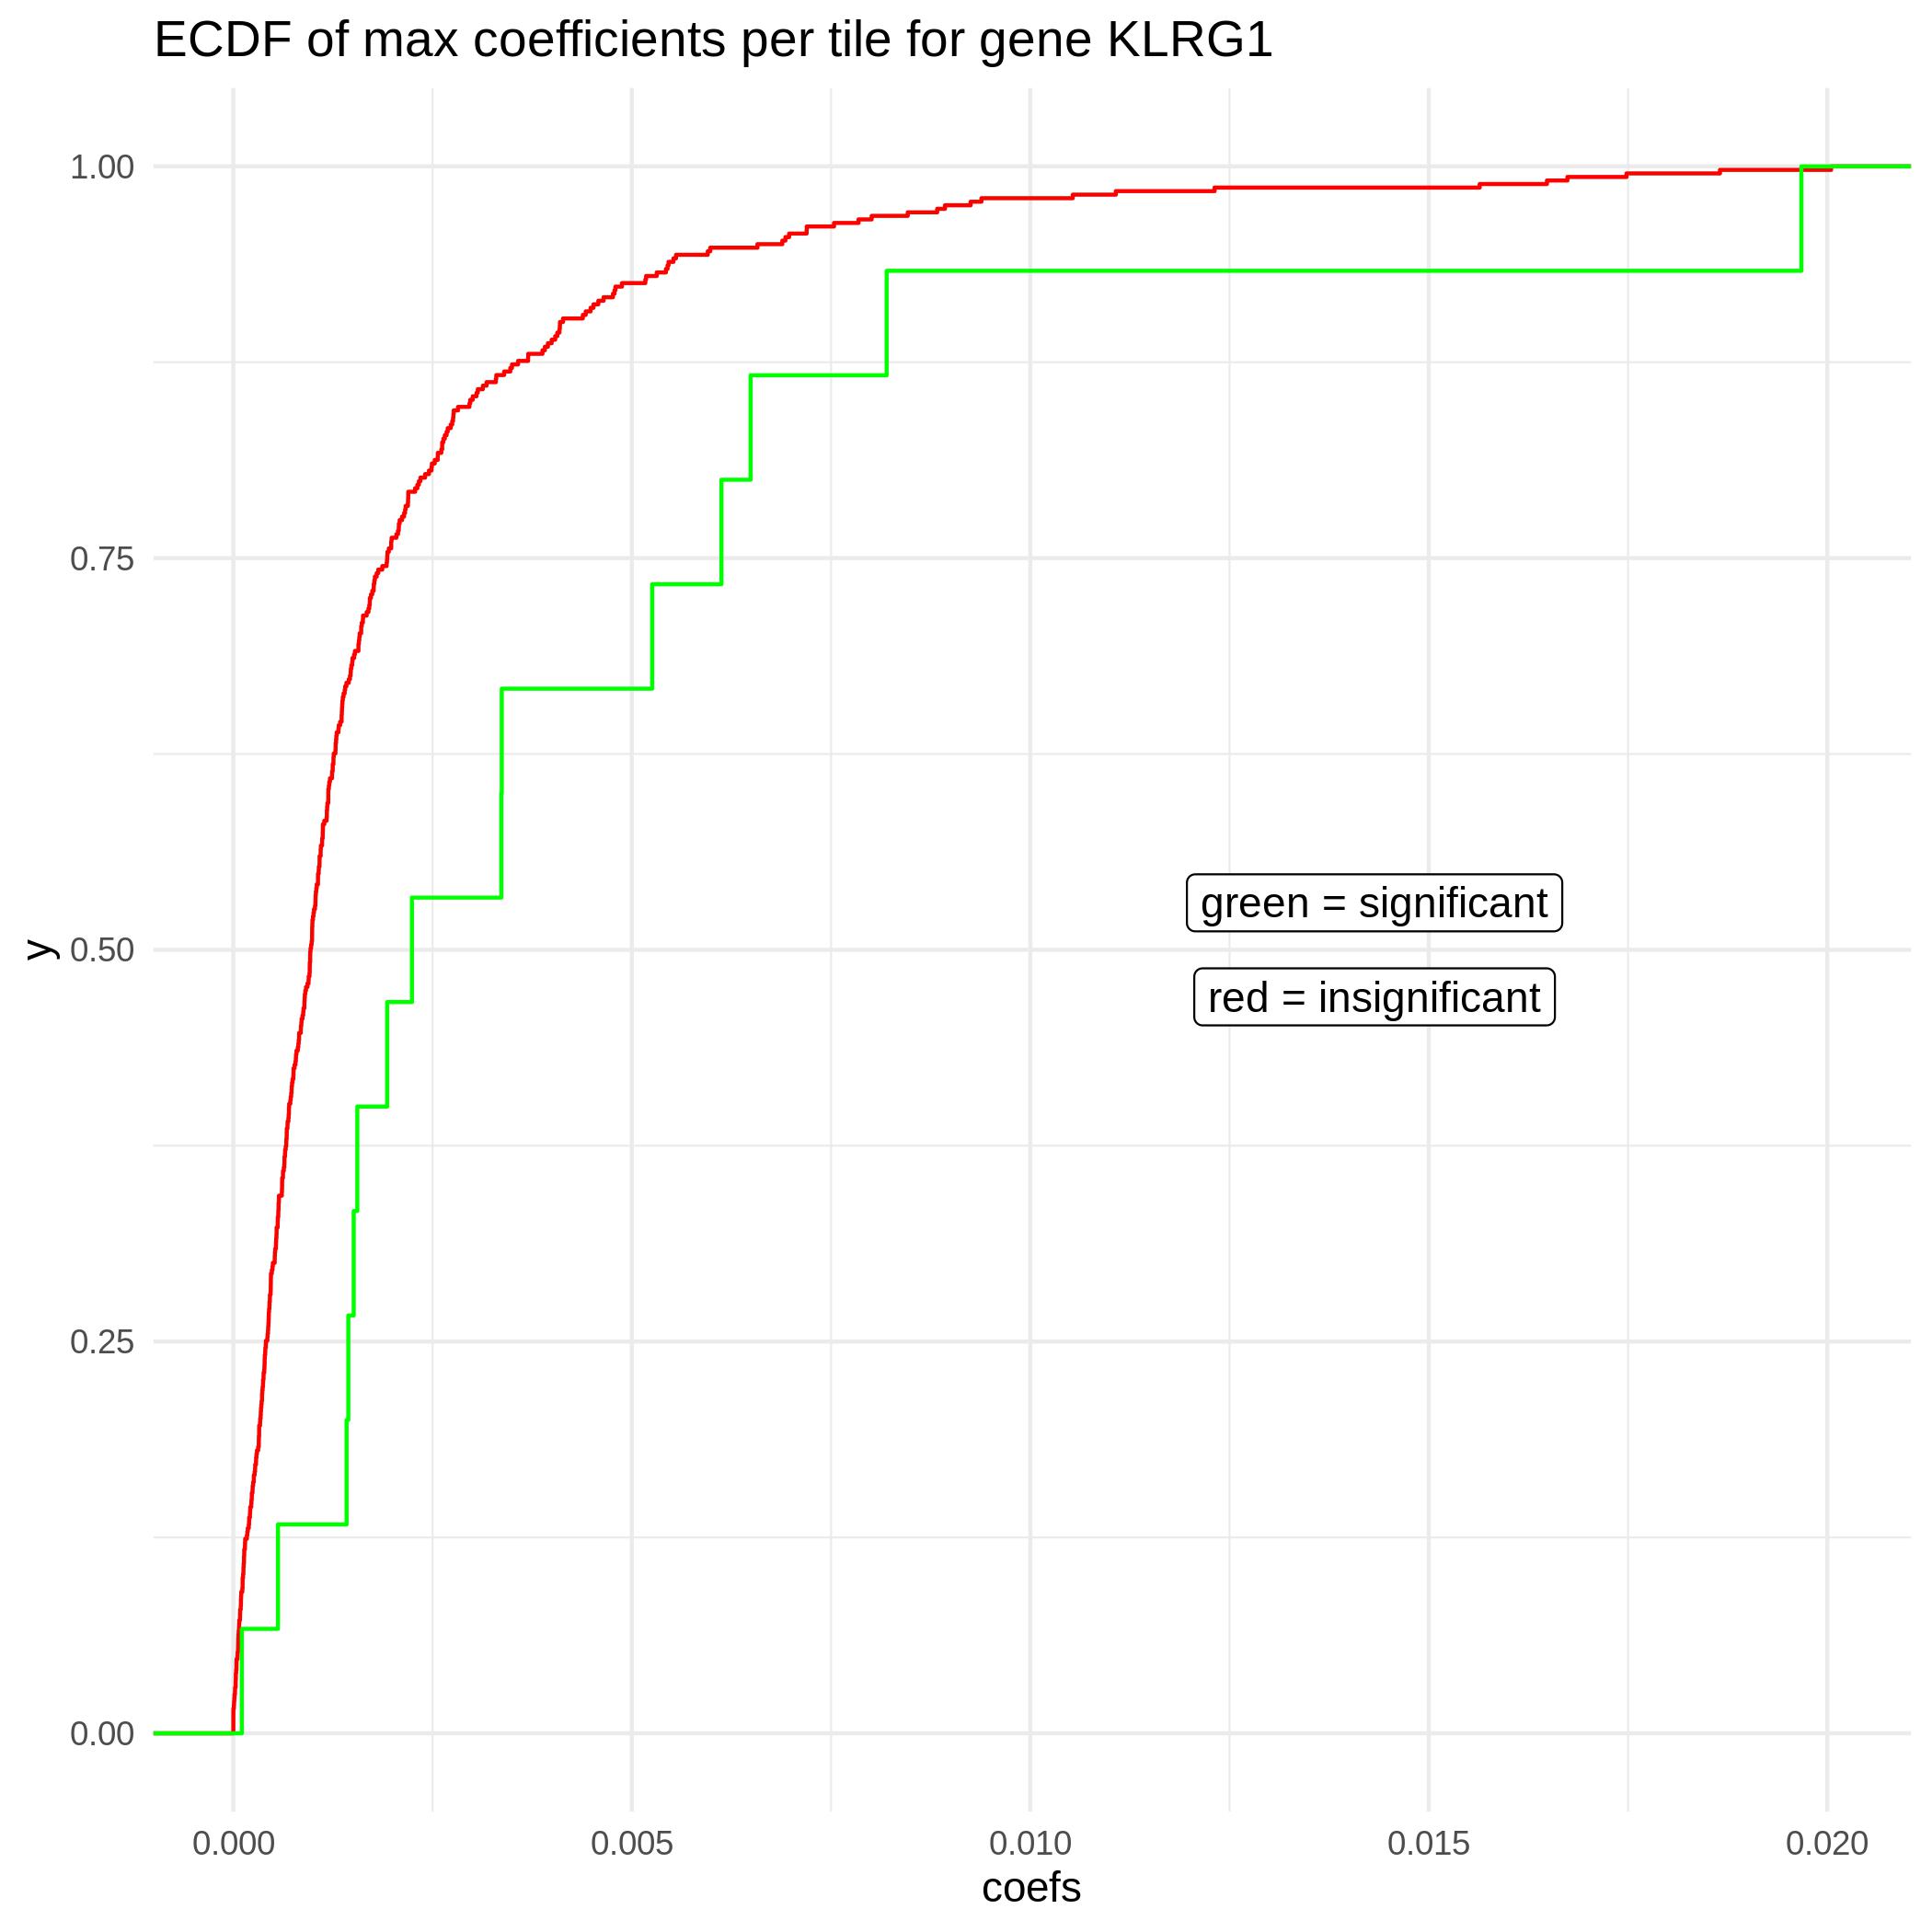 ECDF of max coefficients per tile for gene KLRG1
1.00
0.75
0.50
0.25
0.00
y
green = significant
red = insignificant
0.000 0.005 0.010 0.015 0.020
coefs